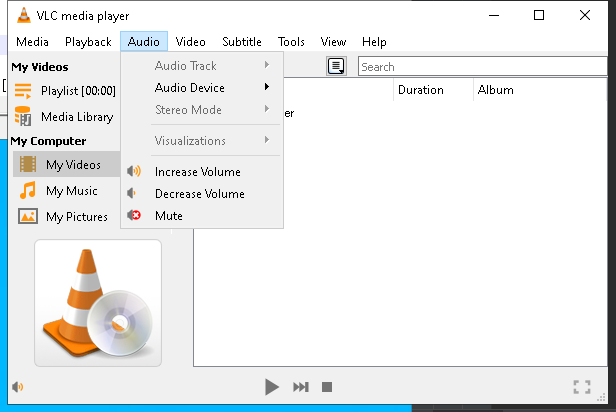 VLC media player
Media Playback Audio Video Subtitle Tools View Help
My Videos
Playlist [00:00]
Media Library
My Computer
My Videos
My Music
My Pictures
Audio Track
Audio Device
Stereo Mode
Visualizations
Increase Volume
Decrease Volume
Mute
Search
Duration Album
er